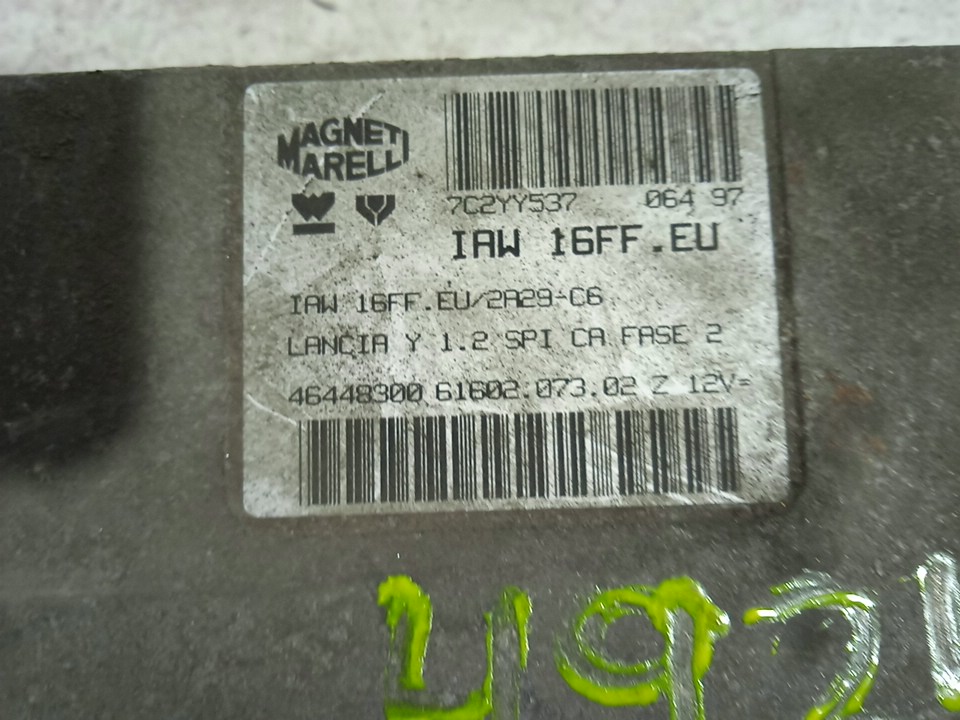 MAGNETI
MARELLI
7C2YY537 064 97
IAW 16FF.EU
IAW 16FF.EU/2A29-C6
LANCIA Y 1.2 SPI CA FASE 2
46448300 61602.073.02 Z 12V=